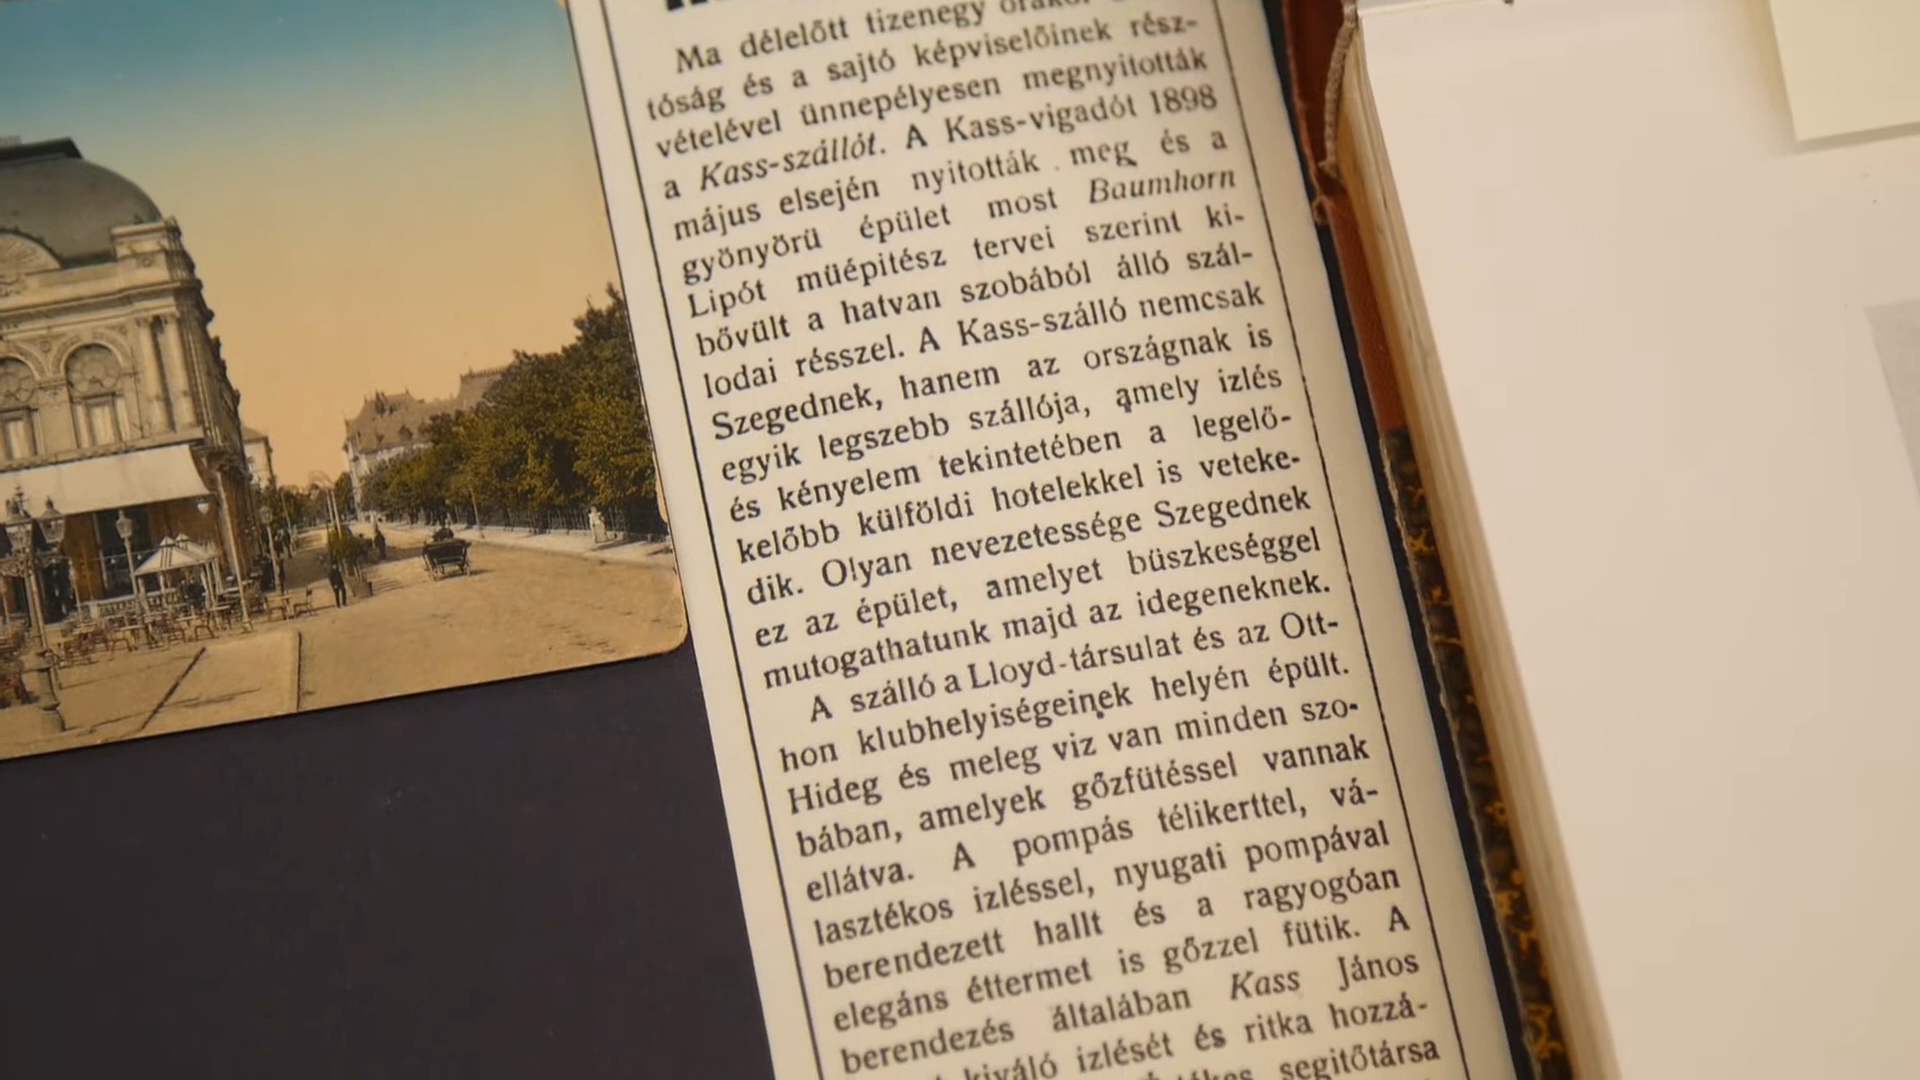 Ma délelőtt tizenegy órakor
tóság és a sajtó képviselőinek rész-
vételével ünnepélyesen megnyitották
a Kass-szállót. A Kass-vigadót 1898
május elsején nyitották meg és a
gyönyörü épület most Baumhorn
Lipót müépitész tervei szerint ki-
bővült a hatvan szobából álló szál-
lodai résszel. A Kass-szálló nemcsak
Szegednek, hanem az országnak is
egyik legszebb szállója, amely izlés
és kényelem tekintetében a legelő-
kelőbb külföldi hotelekkel is veteke-
dik. Olyan nevezetessége Szegednek
ez az épület, amelyet büszkeséggel
mutogathatunk majd az idegeneknek.
A szálló a Lloyd-társulat és az Ott-
hon klubhelyiségeinek helyén épült.
Hideg és meleg viz van minden szo-
bában, amelyek gőzfütéssel vannak
ellátva. A pompás télikerttel, vá-
lasztékos izléssel, nyugati pompával
berendezett hallt és a ragyogóan
elegáns éttermet is gőzzel fütik. A
berendezés általában Kass János
kiváló izlését és ritka hozzá-
segitőtársa